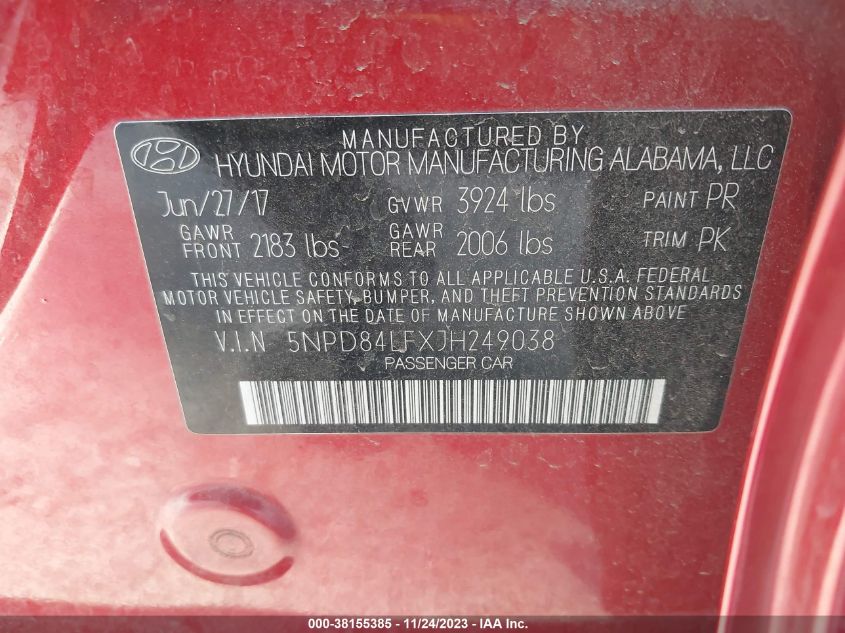 MANUFACTURED BY
HYUNDAI MOTOR MANUFACTURING ALABAMA, LLC
Jun/27/17 GVWR 3924 lbs PAINT PR
GAWR FRONT 2183 lbs GAWR REAR 2006 lbs TRIM PK
THIS VEHICLE CONFORMS TO ALL APPLICABLE U.S.A. FEDERAL
MOTOR VEHICLE SAFETY, BUMPER, AND THEFT PREVENTION STANDARDS
IN EFFECT ON THE DATE OF MANUFACTURE SHOWN ABOVE.
V.I.N 5NPD84LFXJH249038
PASSENGER CAR
000-38155385 - 11/24/2023 - IAA Inc.